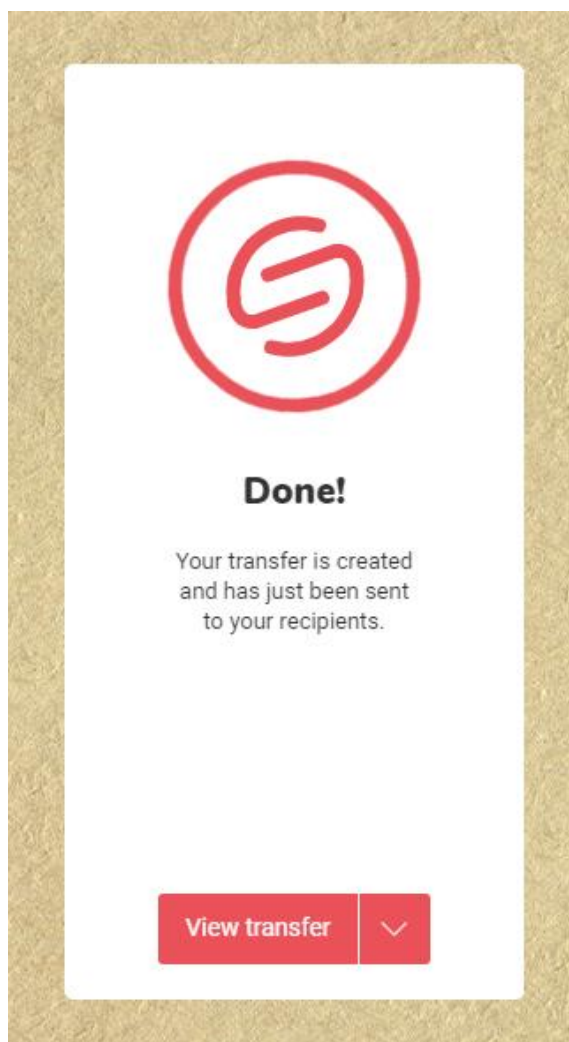 Done!
Your transfer is created
and has just been sent
to your recipients.
View transfer